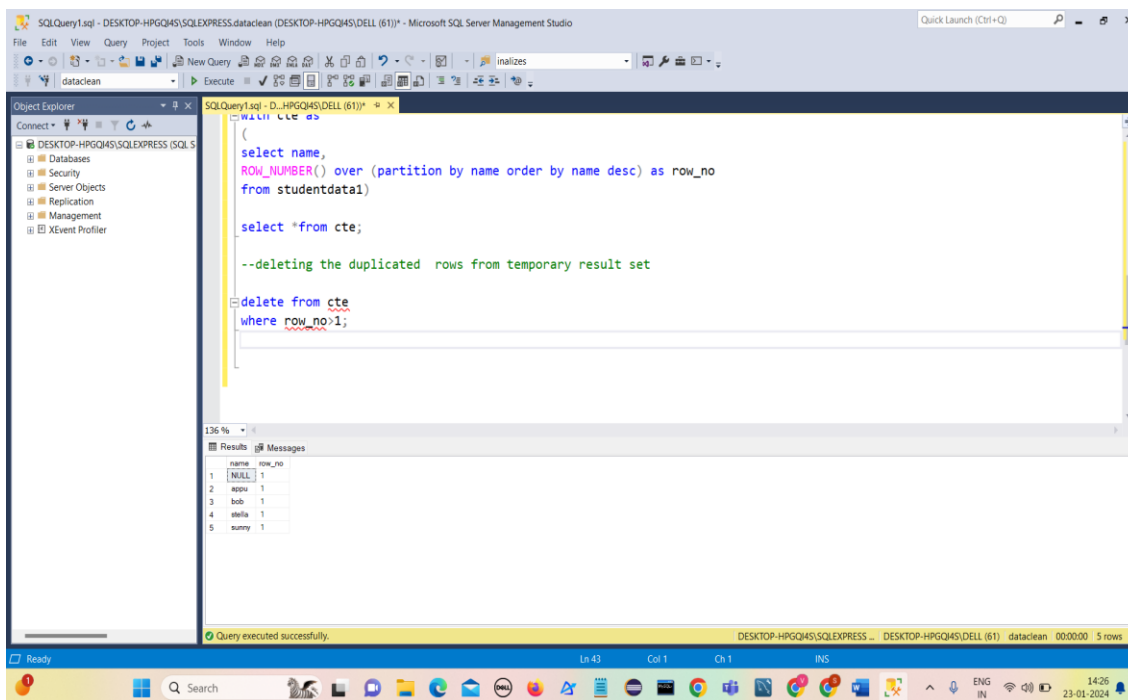 SQLQuery1.sql - DESKTOP-HPGQI4S\SQLEXPRESS.dataclean (DESKTOP-HPGQI4S\DELL (61))* - Microsoft SQL Server Management Studio
Quick Launch (Ctrl+Q)
File Edit View Query Project Tools Window Help
New Query
inalizes
dataclean
Execute
Object Explorer
SQLQuery1.sql - D...HPGQI4S\DELL (61))*
Connect
DESKTOP-HPGQI4S\SQLEXPRESS (SQL S
Databases
Security
Server Objects
Replication
Management
XEvent Profiler
with cte as
(
select name,
ROW_NUMBER() over (partition by name order by name desc) as row_no
from studentdata1)
select *from cte;
--deleting the duplicated  rows from temporary result set
delete from cte
where row_no>1;
136 %
Results Messages
name row_no
1 NULL 1
2 appu 1
3 bob 1
4 stella 1
5 sunny 1
Query executed successfully.
DESKTOP-HPGQI4S\SQLEXPRESS ... DESKTOP-HPGQI4S\DELL (61) dataclean 00:00:00 5 rows
Ready
Ln 43 Col 1 Ch 1 INS
1
Search
DELL
ENG
IN
14:26
23-01-2024